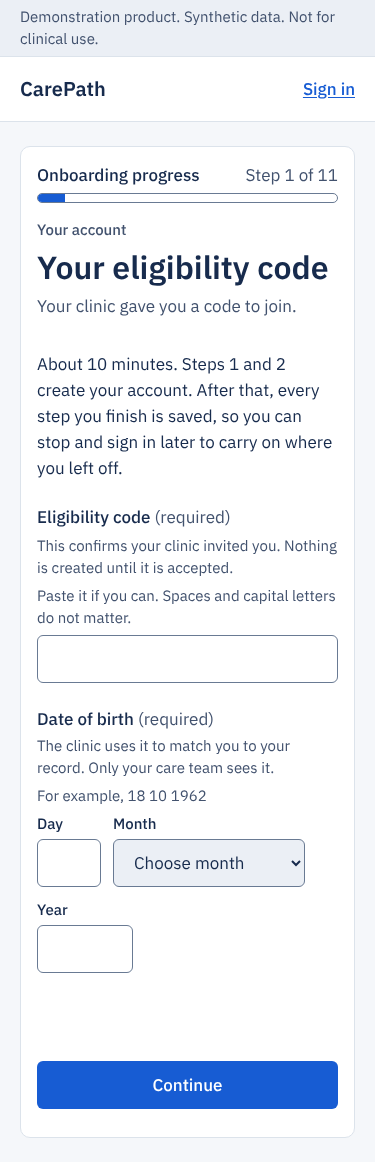 Demonstration product. Synthetic data. Not for
clinical use.
CarePath
Sign in
Onboarding progress
Step 1 of 11
Your account
Your eligibility code
Your clinic gave you a code to join.
About 10 minutes. Steps 1 and 2
create your account. After that, every
step you finish is saved, so you can
stop and sign in later to carry on where
you left off.
Eligibility code (required)
This confirms your clinic invited you. Nothing
is created until it is accepted.
Paste it if you can. Spaces and capital letters
do not matter.
Date of birth (required)
The clinic uses it to match you to your
record. Only your care team sees it.
For example, 18 10 1962
Day
Month
Choose month
Year
Continue